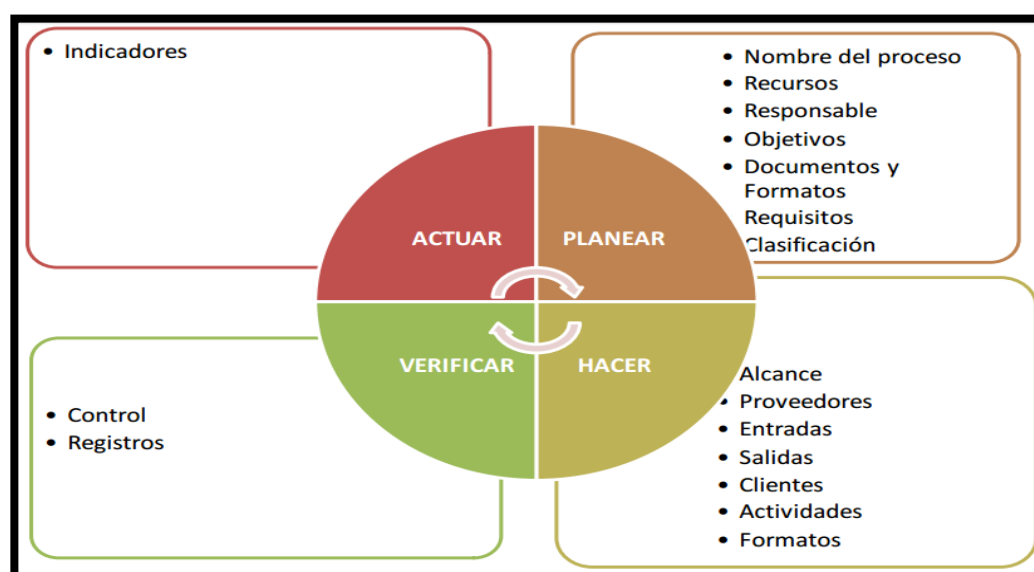 • Indicadores
• Nombre del proceso
• Recursos
• Responsable
• Objetivos
• Documentos y
Formatos
Requisitos
Clasificación
ACTUAR
PLANEAR
VERIFICAR
HACER
• Control
• Registros
Alcance
• Proveedores
• Entradas
• Salidas
• Clientes
• Actividades
• Formatos